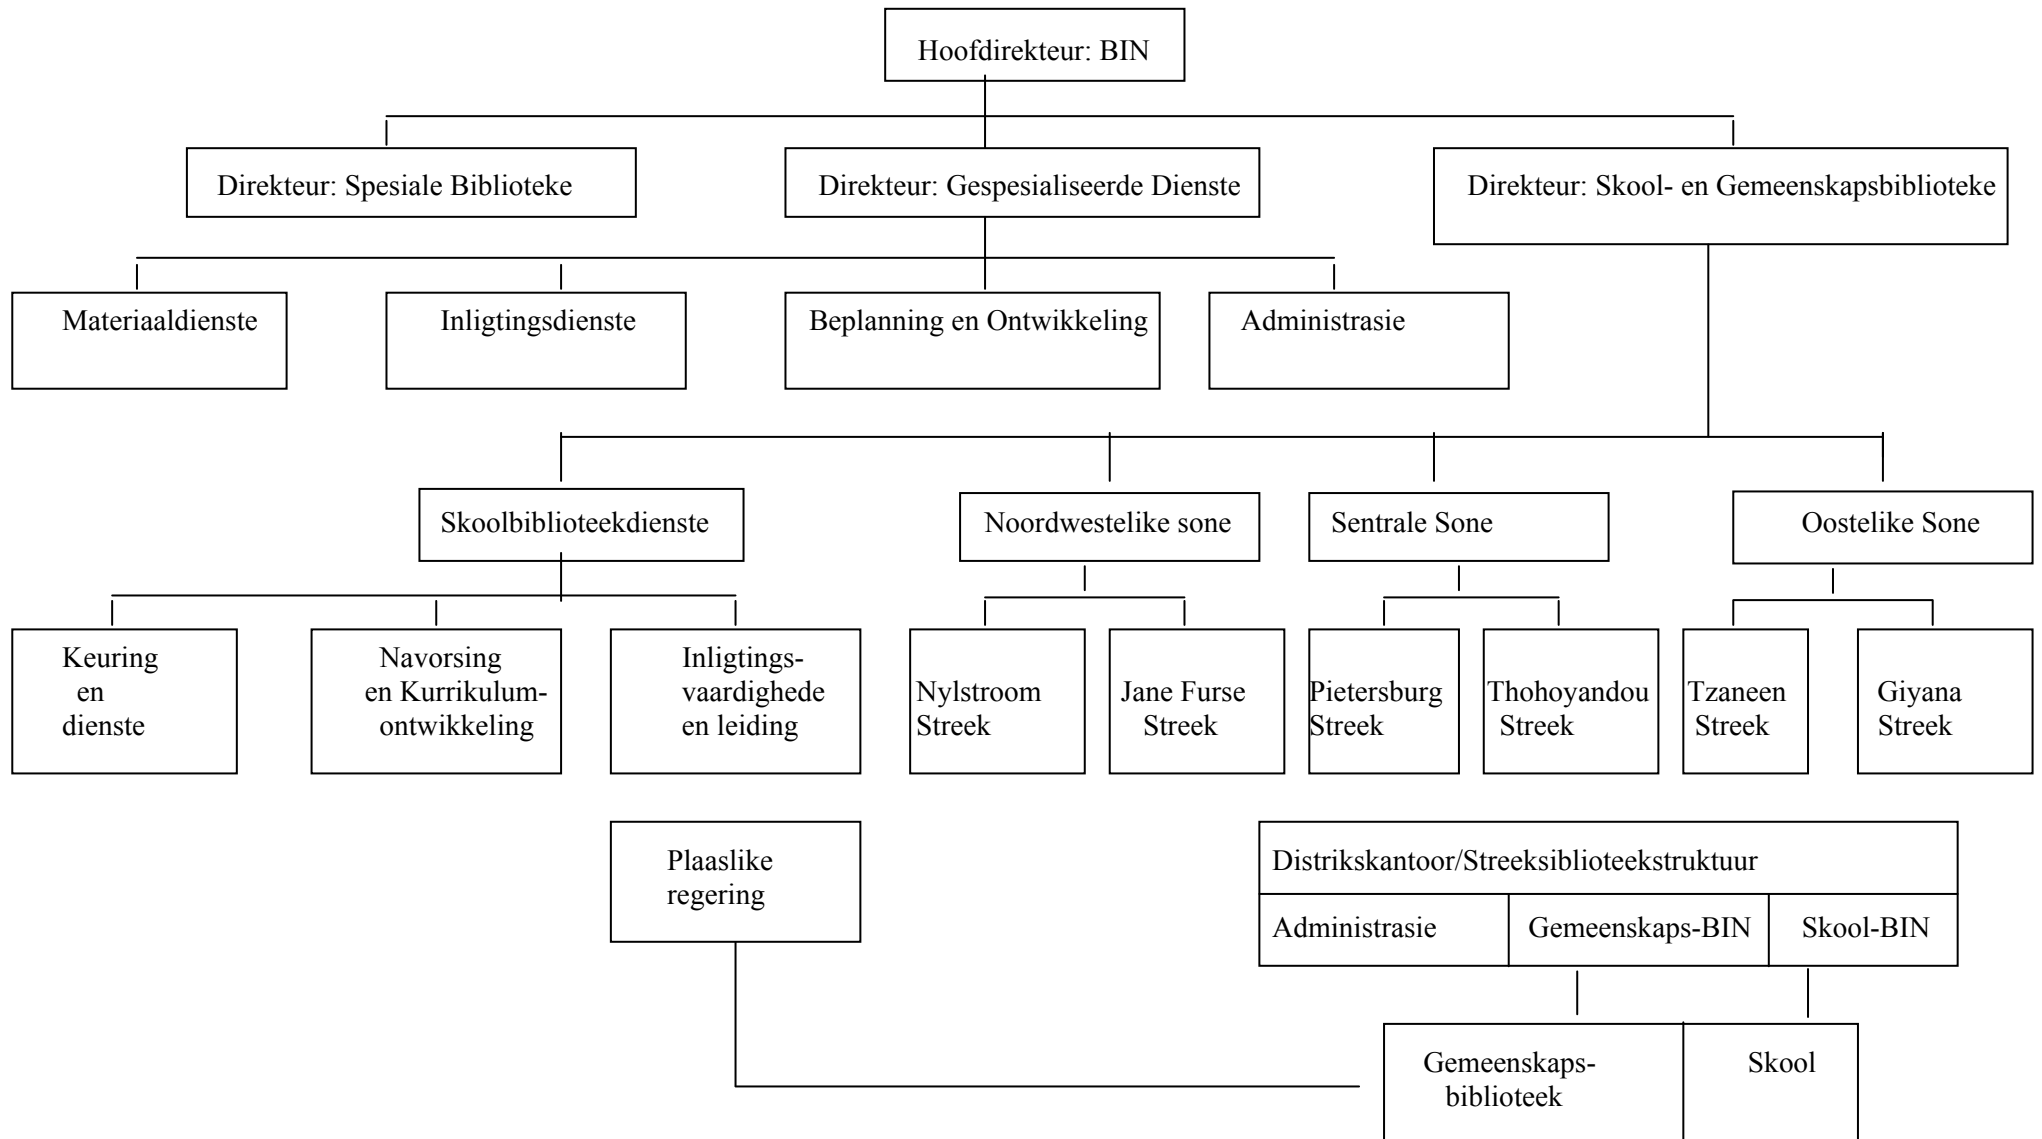 Hoofdirekteur: BIN
Direkteur: Spesiale Biblioteke
Direkteur: Gespesialiseerde Dienste
Direkteur: Skool- en Gemeenskapsbiblioteke
Materiaaldienste
Inligtingsdienste
Beplanning en Ontwikkeling
Administrasie
Skoolbiblioteekdienste
Noordwestelike sone
Sentrale Sone
Oostelike Sone
Keuring
en
dienste
Navorsing
en Kurrikulum-
ontwikkeling
Inligtings-
vaardighede
en leiding
Nylstroom
Streek
Jane Furse
Streek
Pietersburg
Streek
Thohoyandou
Streek
Tzaneen
Streek
Giyana
Streek
Plaaslike
regering
Distrikskantoor/Streeksiblioteekstruktuur
Administrasie
Gemeenskaps-BIN
Skool-BIN
Gemeenskaps-
biblioteek
Skool